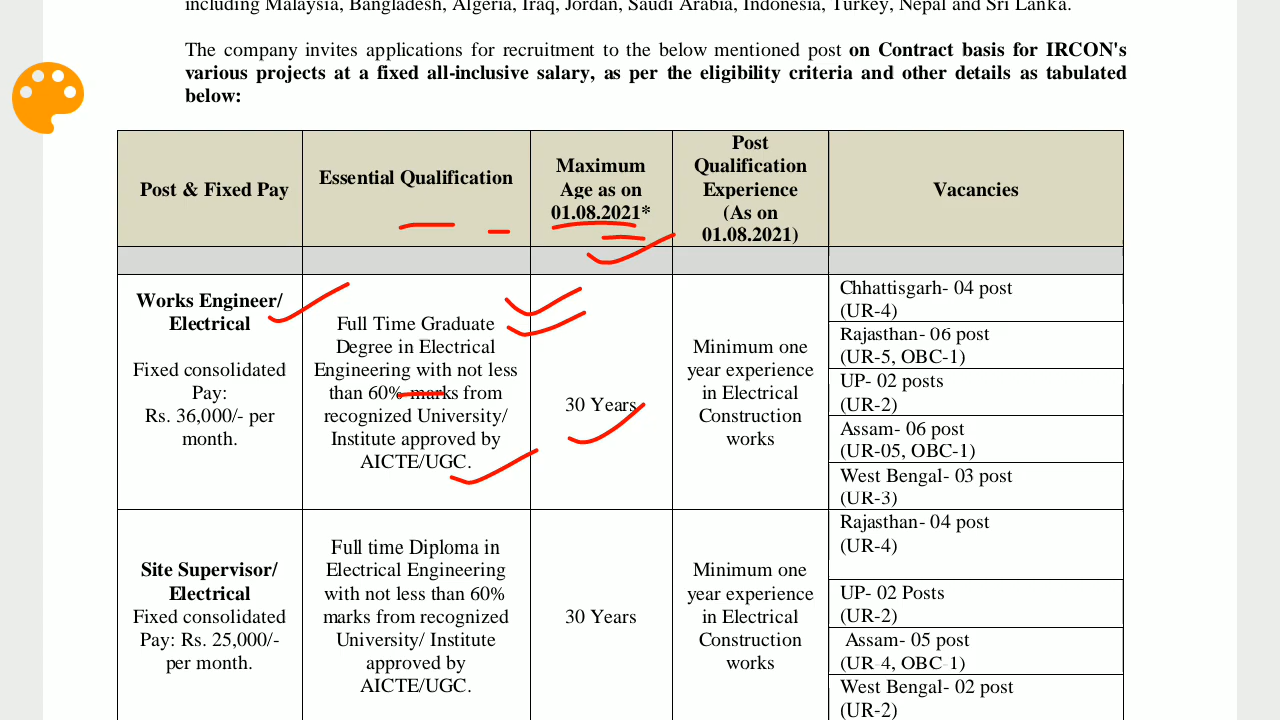 including Malaysia, Bangladesh, Algeria, Iraq, Jordan, Saudi Arabia, Indonesia, Turkey, Nepal and Sri Lanka.
The company invites applications for recruitment to the below mentioned post on Contract basis for IRCON's
various projects at a fixed all-inclusive salary, as per the eligibility criteria and other details as tabulated
below:
Post & Fixed Pay
Essential Qualification
Maximum
Age as on
01.08.2021*
Post
Qualification
Experience
(As on
01.08.2021)
Vacancies
Works Engineer/
Electrical
Fixed consolidated
Pay:
Rs. 36,000/- per
month.
Full Time Graduate
Degree in Electrical
Engineering with not less
than 60% marks from
recognized University/
Institute approved by
AICTE/UGC.
30 Years
Minimum one
year experience
in Electrical
Construction
works
Chhattisgarh- 04 post
(UR-4)
Rajasthan- 06 post
(UR-5, OBC-1)
UP- 02 posts
(UR-2)
Assam- 06 post
(UR-05, OBC-1)
West Bengal- 03 post
(UR-3)
Site Supervisor/
Electrical
Fixed consolidated
Pay: Rs. 25,000/-
per month.
Full time Diploma in
Electrical Engineering
with not less than 60%
marks from recognized
University/ Institute
approved by
AICTE/UGC.
30 Years
Minimum one
year experience
in Electrical
Construction
works
Rajasthan- 04 post
(UR-4)
UP- 02 Posts
(UR-2)
Assam- 05 post
(UR-4, OBC-1)
West Bengal- 02 post
(UR-2)